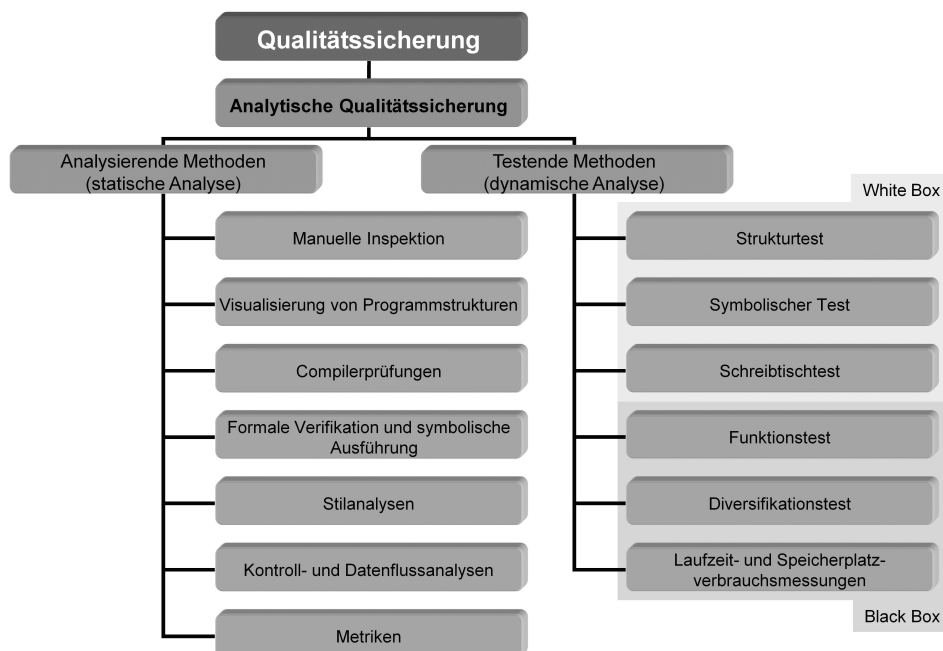 Qualitätssicherung
Analytische Qualitätssicherung
Analysierende Methoden
(statische Analyse)
Testende Methoden
(dynamische Analyse)
White Box
Manuelle Inspektion
Visualisierung von Programmstrukturen
Compilerprüfungen
Formale Verifikation und symbolische
Ausführung
Stilanalysen
Kontroll- und Datenflussanalysen
Metriken
Strukturtest
Symbolischer Test
Schreibtischtest
Funktionstest
Diversifikationstest
Laufzeit- und Speicherplatz-
verbrauchsmessungen
Black Box